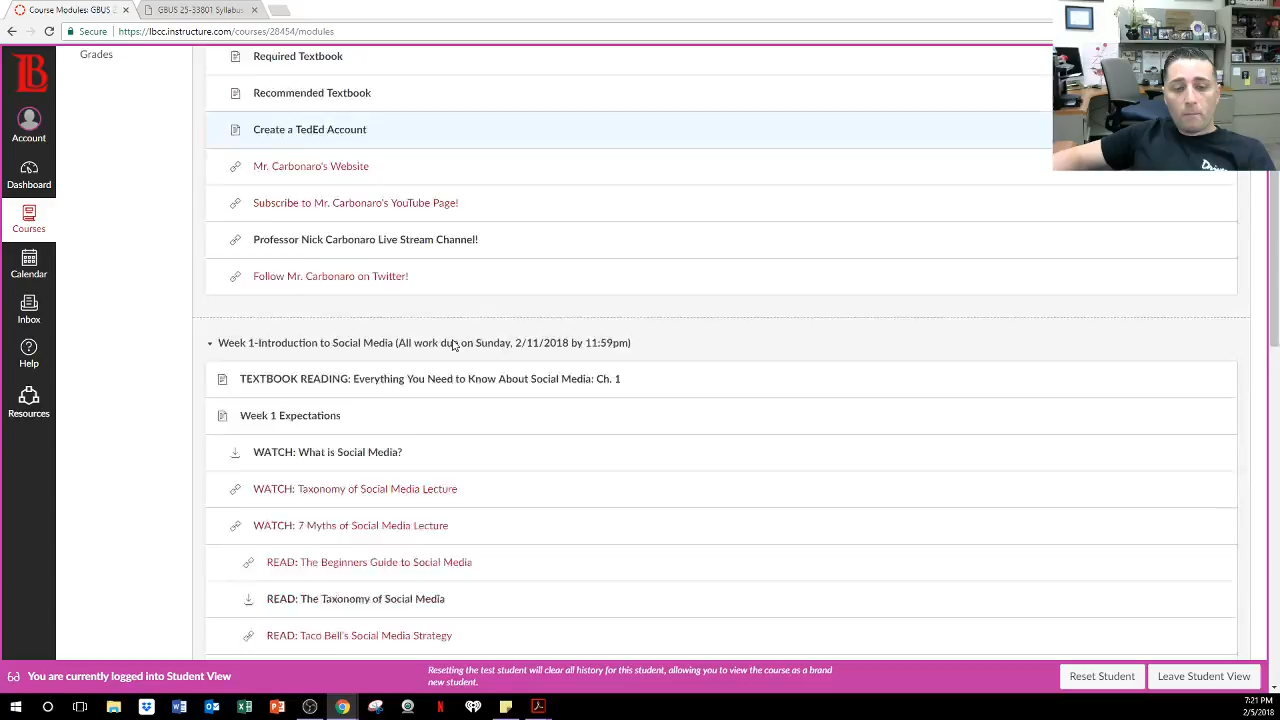 Course Modules: GBUS 2
GBUS 25-33801 Syllabus
Secure
https://lbcc.instructure.com/courses/28454/modules
LB
Account
Dashboard
Courses
Calendar
Inbox
Help
Resources
Grades
Required Textbook
Recommended Textbook
Create a TedEd Account
Mr. Carbonaro's Website
Subscribe to Mr. Carbonaro's YouTube Page!
Professor Nick Carbonaro Live Stream Channel!
Follow Mr. Carbonaro on Twitter!
Week 1-Introduction to Social Media (All work due on Sunday, 2/11/2018 by 11:59pm)
TEXTBOOK READING: Everything You Need to Know About Social Media: Ch. 1
Week 1 Expectations
WATCH: What is Social Media?
WATCH: Taxonomy of Social Media Lecture
WATCH: 7 Myths of Social Media Lecture
READ: The Beginners Guide to Social Media
READ: The Taxonomy of Social Media
READ: Taco Bell's Social Media Strategy
You are currently logged into Student View
Resetting the test student will clear all history for this student, allowing you to view the course as a brand
new student.
Reset Student
Leave Student View
7:21 PM
2/5/2018